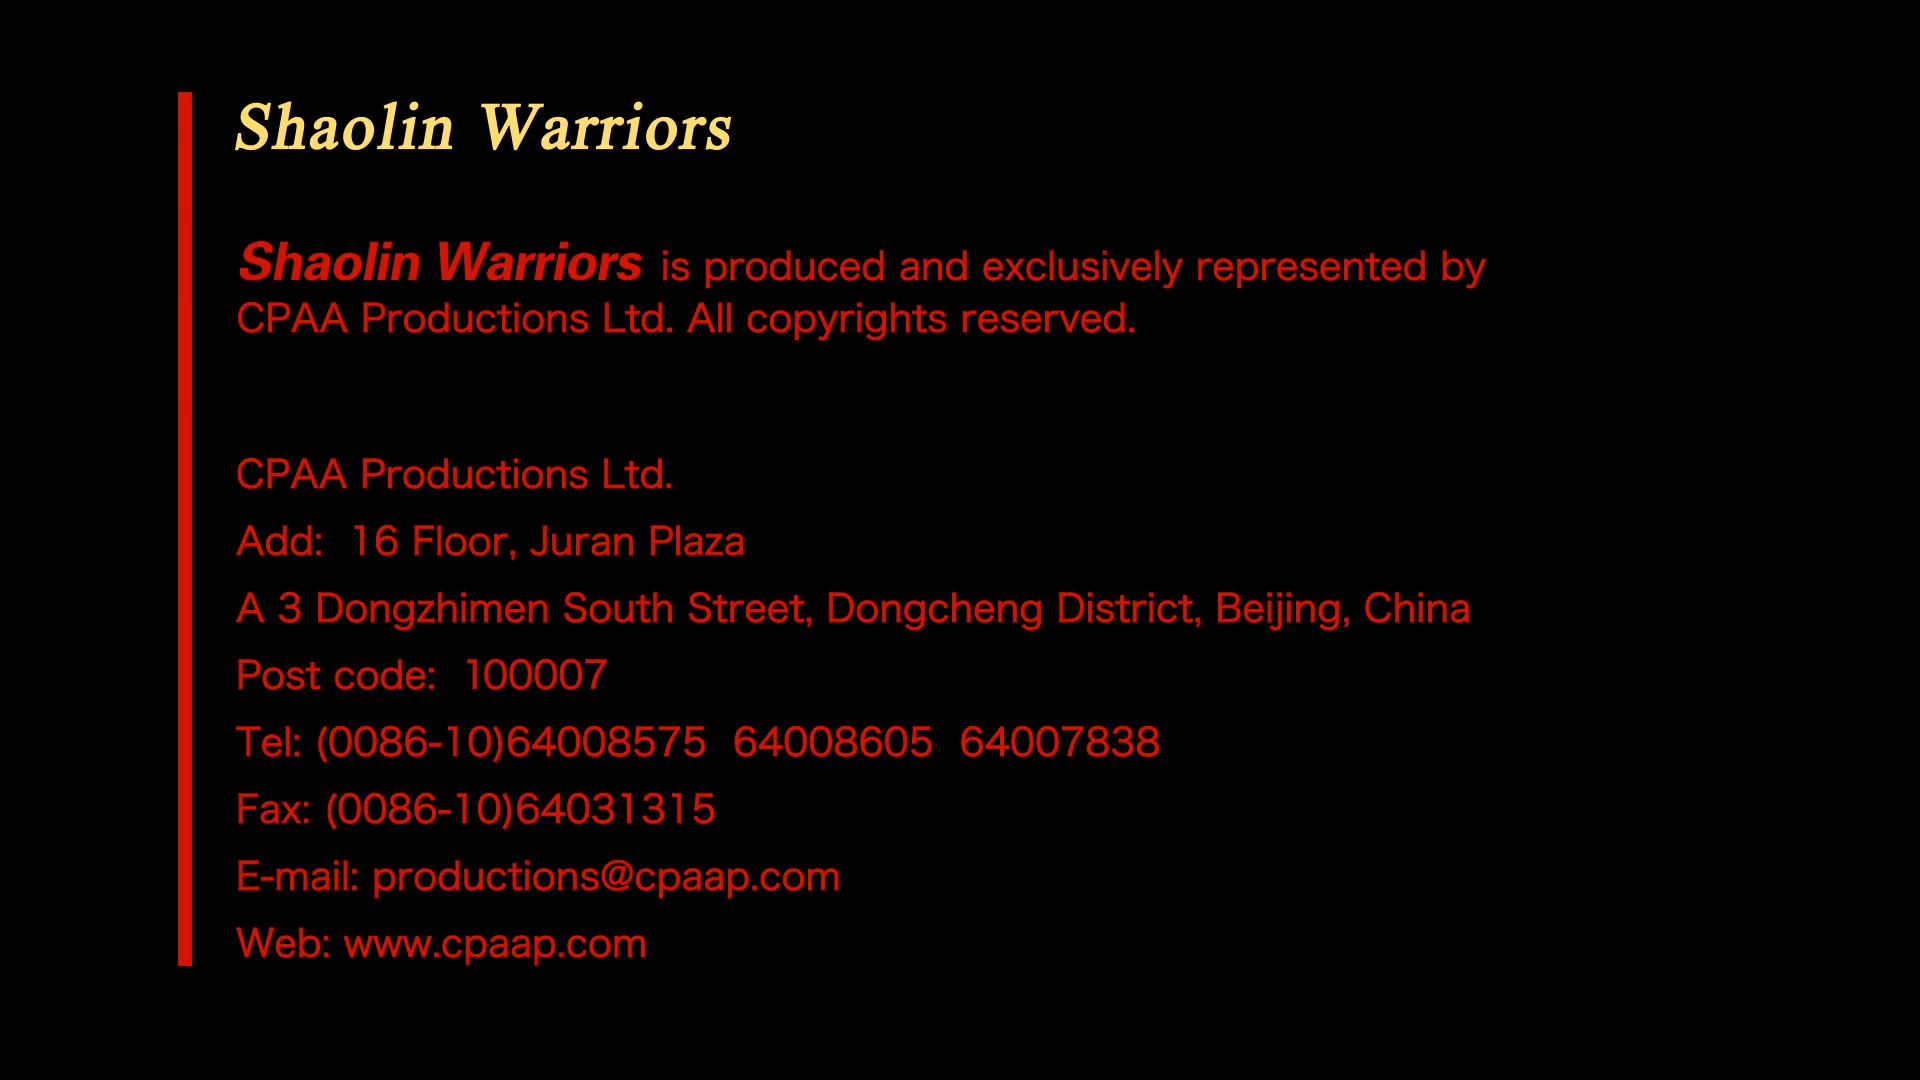 Shaolin Warriors
Shaolin Warriors is produced and exclusively represented by
CPAA Productions Ltd. All copyrights reserved.
CPAA Productions Ltd.
Add:  16 Floor, Juran Plaza
A 3 Dongzhimen South Street, Dongcheng District, Beijing, China
Post code:  100007
Tel: (0086-10)64008575  64008605  64007838
Fax: (0086-10)64031315
E-mail: productions@cpaap.com
Web: www.cpaap.com